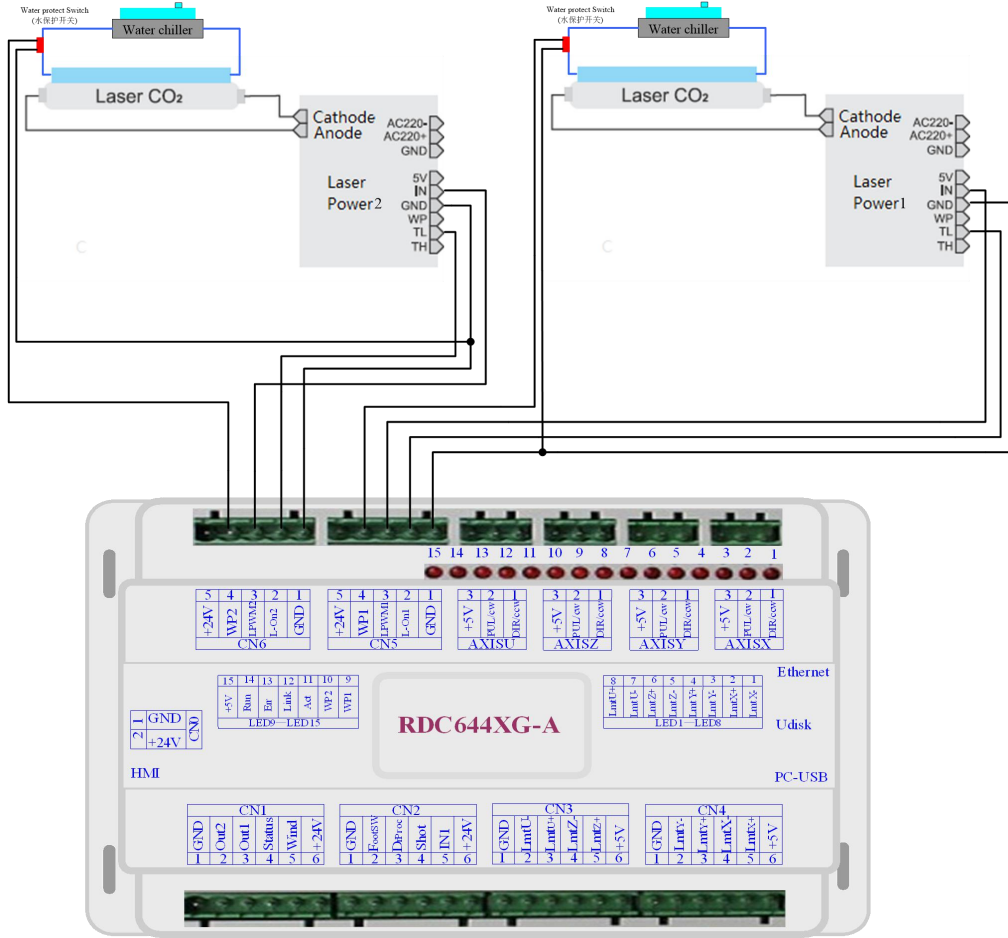 Water protect Switch
(水保护开关)
Water chiller
Laser CO2
Cathode
Anode
AC220-
AC220+
GND
5V
IN
GND
WP
TL
TH
Laser
Power2
C
Water protect Switch
(水保护开关)
Water chiller
Laser CO2
Cathode
Anode
AC220-
AC220+
GND
5V
IN
GND
WP
TL
TH
Laser
Power1
C
15 14 13 12 11 10 9 8 7 6 5 4 3 2 1
5 4 3 2 1
+24V WP2 LPWM2 L-On2 GND
CN6
5 4 3 2 1
+24V WP1 LPWM1 L-On1 GND
CN5
3 2 1
+5V PUL/cw DIR/ccw
AXISU
3 2 1
+5V PUL/cw DIR/ccw
AXISZ
3 2 1
+5V PUL/cw DIR/ccw
AXISY
3 2 1
+5V PUL/cw DIR/ccw
AXISX
Ethernet
15 14 13 12 11 10 9
+5V Run Err Link Act WP2 WP1
LED9—LED15
8 7 6 5 4 3 2 1
LmtU+ LmtU- LmtZ+ LmtZ- LmtY+ LmtY- LmtX+ LmtX-
LED1—LED8
RDC644XG-A
Udisk
1 GND
2 +24V
CN0
HMI
PC-USB
CN1
GND Out2 Out1 Status Wind +24V
1 2 3 4 5 6
CN2
GND FootSW DrProc Shot IN1 +24V
1 2 3 4 5 6
CN3
GND LmtU- LmtU+ LmtZ- LmtZ+ +5V
1 2 3 4 5 6
CN4
GND LmtY- LmtY+ LmtX- LmtX+ +5V
1 2 3 4 5 6